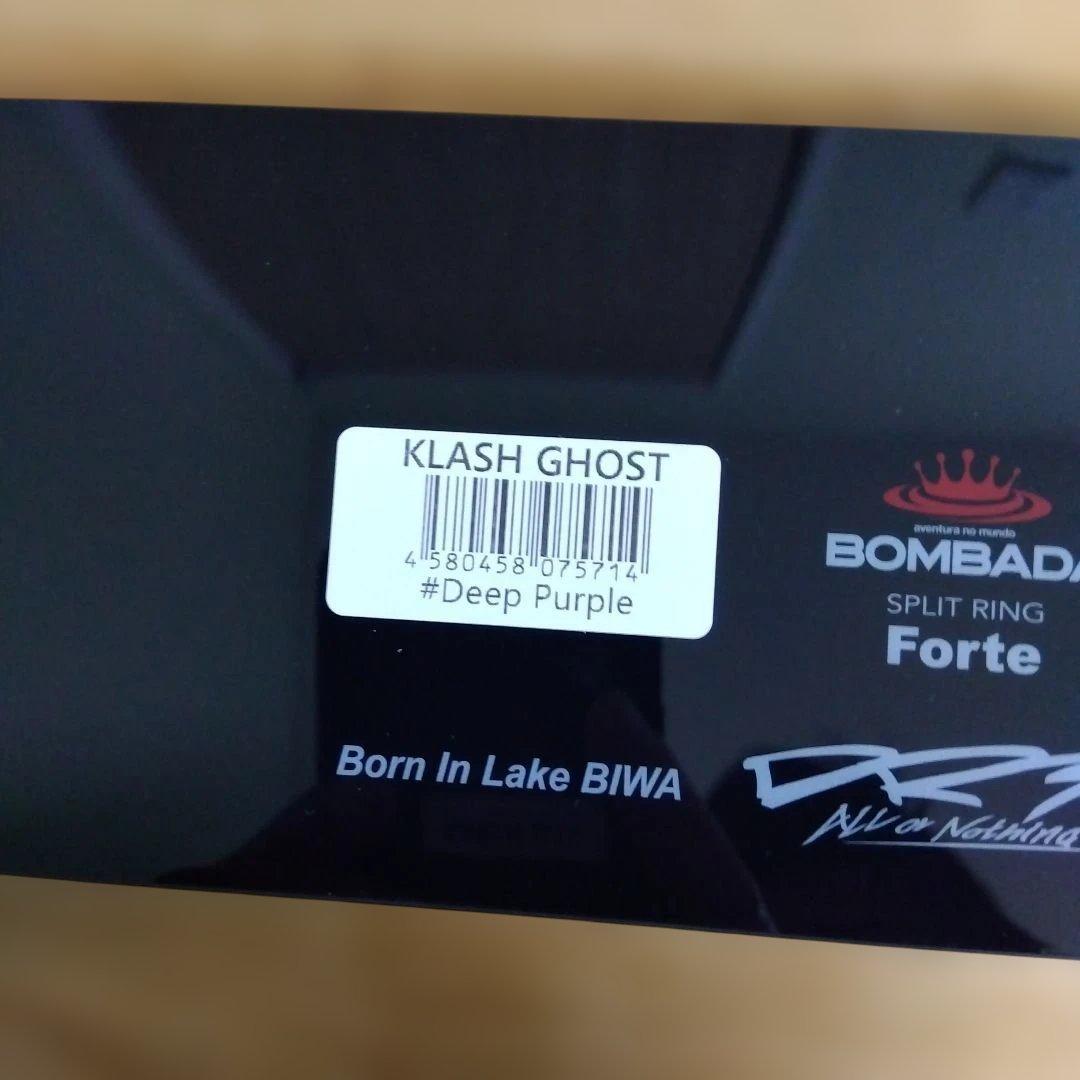 KLASH GHOST
4 580458 075714
#Deep Purple
aventura no mundo
BOMBADA
SPLIT RING
Forte
Born In Lake BIWA
DRT
All or Nothing